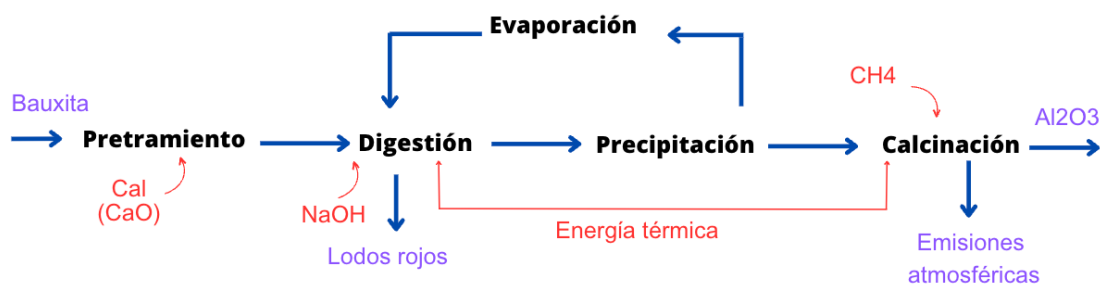 Evaporación
CH4
Bauxita
Al2O3
Pretramiento
Digestión
Precipitación
Calcinación
Cal
(CaO)
NaOH
Energía térmica
Lodos rojos
Emisiones
atmosféricas